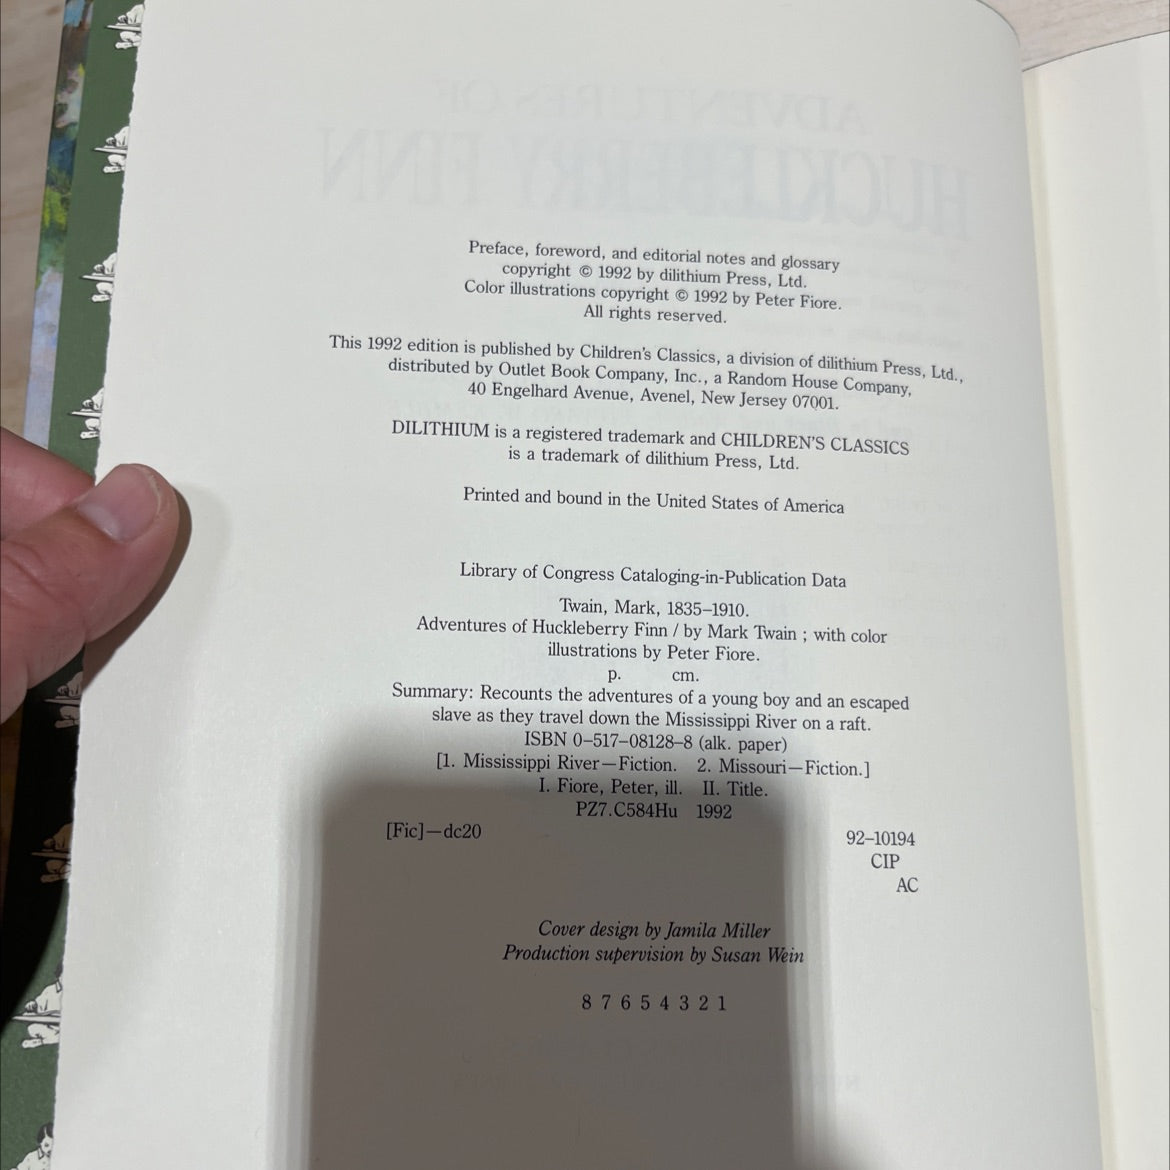 ADVENTURES OF
HUCKLEBERRY FINN
Preface, foreword, and editorial notes and glossary
copyright © 1992 by dilithium Press, Ltd.
Color illustrations copyright © 1992 by Peter Fiore.
All rights reserved.
This 1992 edition is published by Children's Classics, a division of dilithium Press, Ltd.,
distributed by Outlet Book Company, Inc., a Random House Company,
40 Engelhard Avenue, Avenel, New Jersey 07001.
DILITHIUM is a registered trademark and CHILDREN'S CLASSICS
is a trademark of dilithium Press, Ltd.
Printed and bound in the United States of America
Library of Congress Cataloging-in-Publication Data
Twain, Mark, 1835–1910.
Adventures of Huckleberry Finn / by Mark Twain ; with color
illustrations by Peter Fiore.
p. cm.
Summary: Recounts the adventures of a young boy and an escaped
slave as they travel down the Mississippi River on a raft.
ISBN 0–517–08128–8 (alk. paper)
[1. Mississippi River—Fiction. 2. Missouri—Fiction.]
I. Fiore, Peter, ill. II. Title.
PZ7.C584Hu 1992
[Fic]—dc20 92–10194
CIP
AC
Cover design by Jamila Miller
Production supervision by Susan Wein
8 7 6 5 4 3 2 1